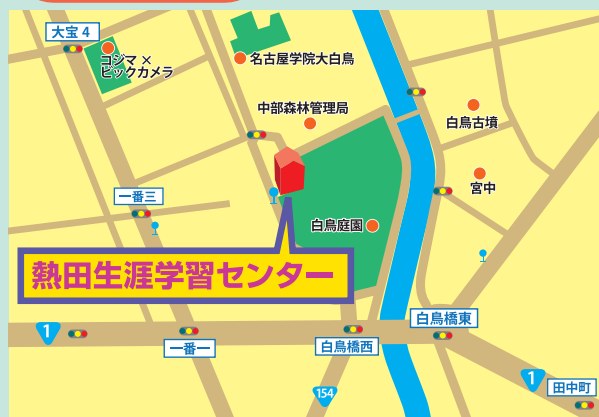 大宝4
コジマ×
ビックカメラ
名古屋学院大白鳥
中部森林管理局
白鳥古墳
宮中
一番三
白鳥庭園
熱田生涯学習センター
1
一番一
白鳥橋西
白鳥橋東
154
1
田中町